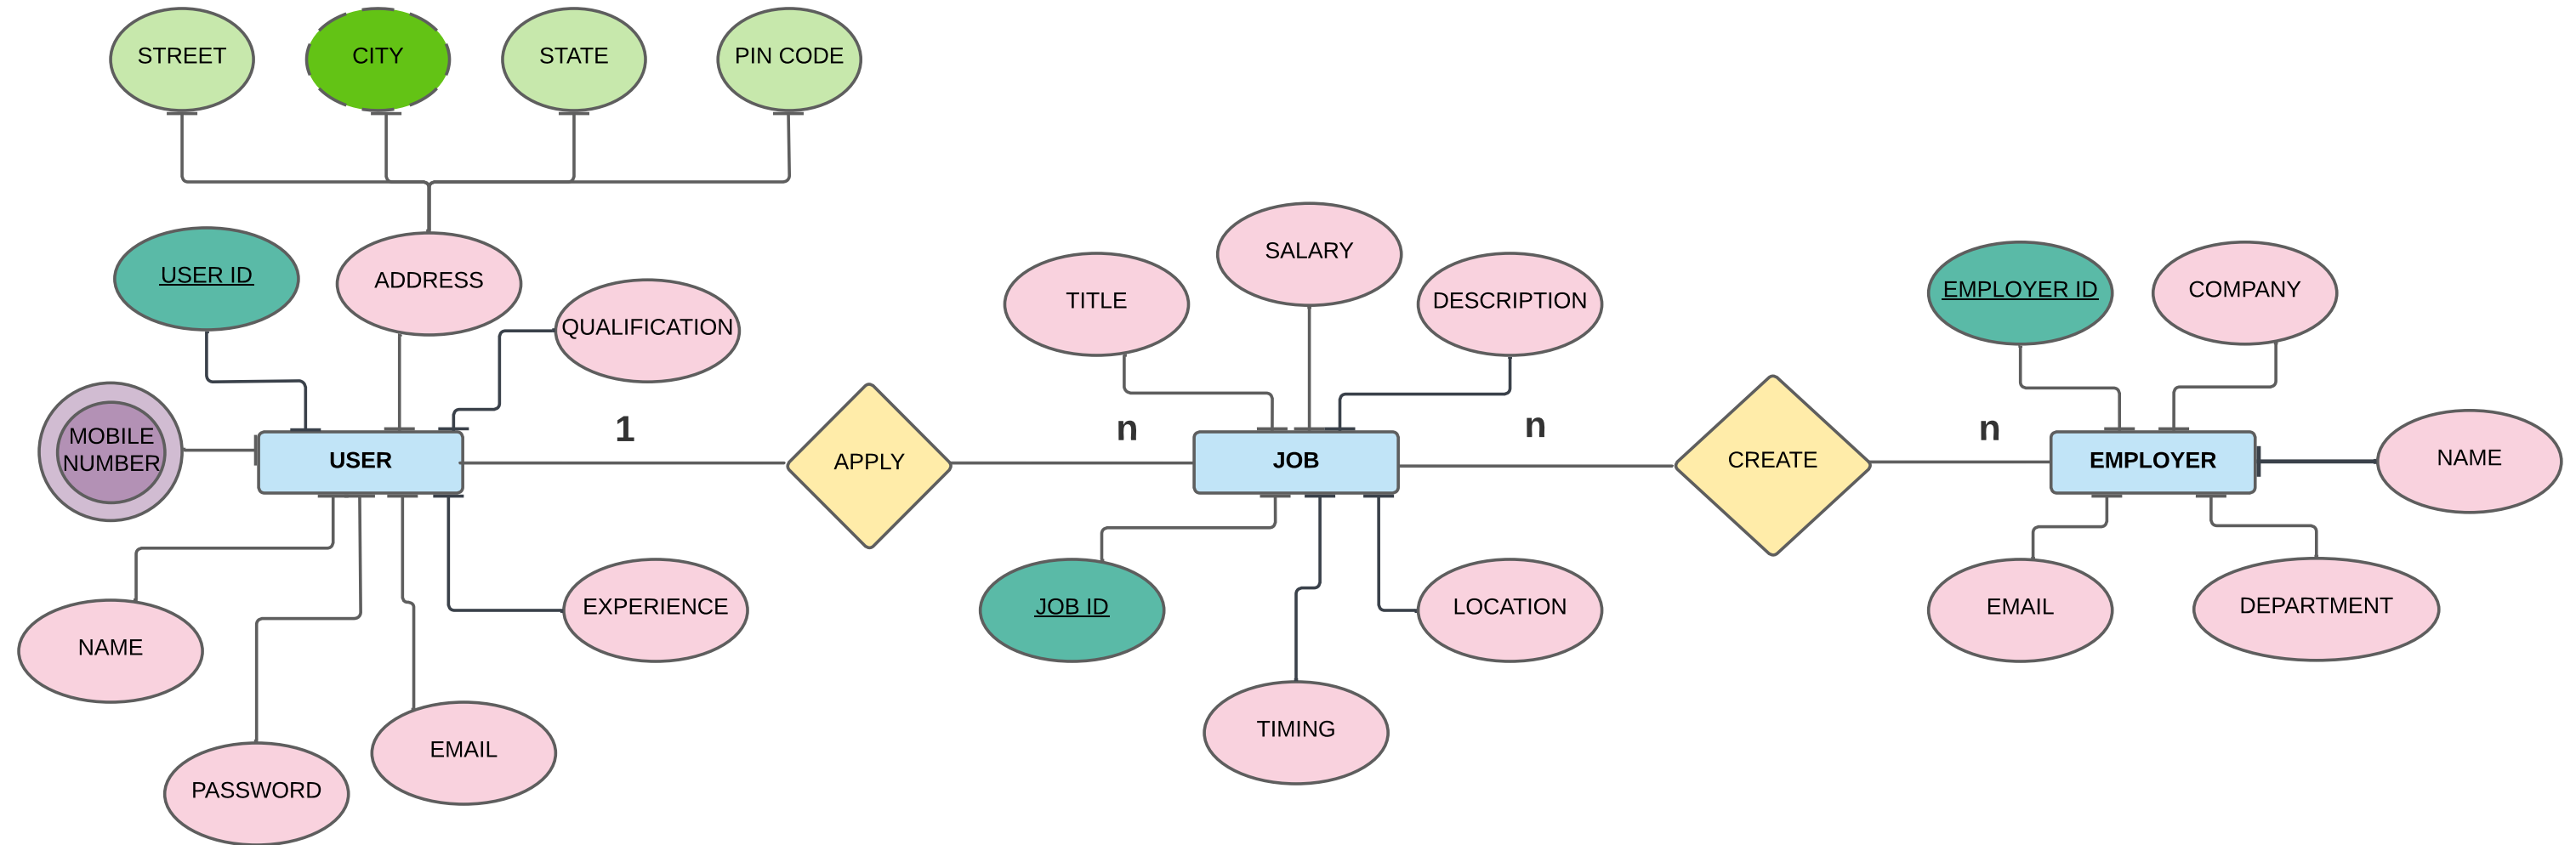 STREET
CITY
STATE
PIN CODE
USER ID
ADDRESS
QUALIFICATION
MOBILE
NUMBER
USER
1
APPLY
n
NAME
PASSWORD
EMAIL
EXPERIENCE
TITLE
SALARY
DESCRIPTION
JOB
n
CREATE
n
JOB ID
TIMING
LOCATION
EMPLOYER ID
COMPANY
EMPLOYER
NAME
EMAIL
DEPARTMENT